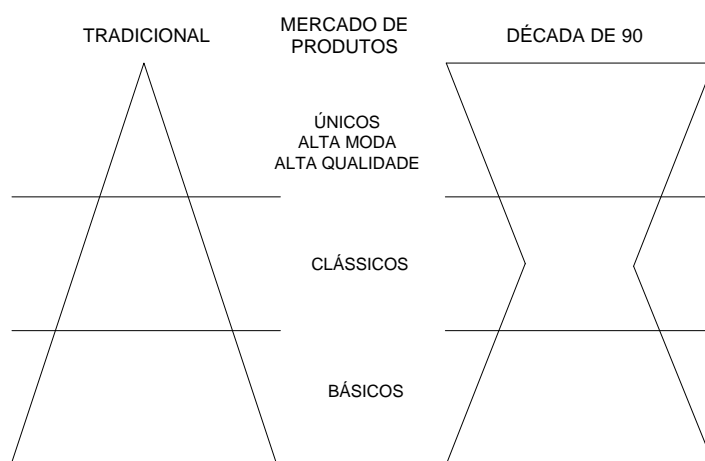 TRADICIONAL
MERCADO DE
PRODUTOS
DÉCADA DE 90
ÚNICOS
ALTA MODA
ALTA QUALIDADE
CLÁSSICOS
BÁSICOS